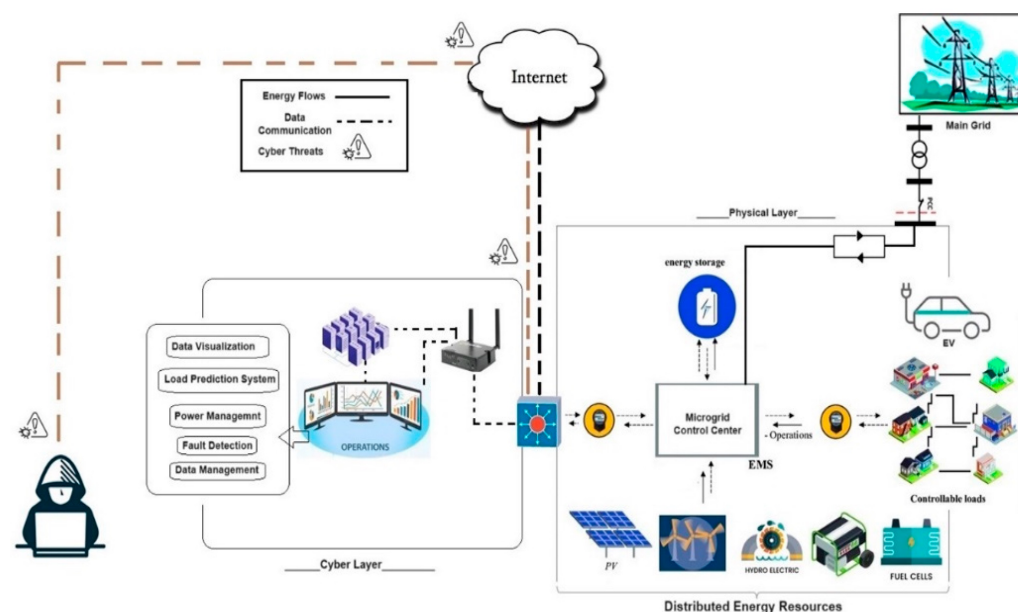 Internet
Main Grid
Energy Flows
Data
Communication
Cyber Threats
PCC
Physical Layer
energy storage
EV
Data Visualization
Load Prediction System
Power Managemnt
Fault Detection
Data Management
OPERATIONS
Microgrid
Control Center
- Operations
EMS
Controllable loads
PV
HYDRO ELECTRIC
FUEL CELLS
Cyber Layer
Distributed Energy Resources